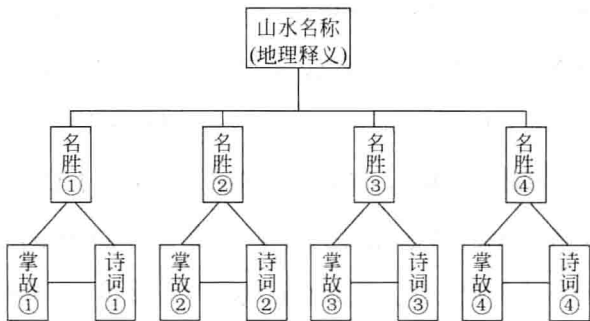 山水名称
(地理释义)
名胜①
名胜②
名胜③
名胜④
掌故①
诗词①
掌故②
诗词②
掌故③
诗词③
掌故④
诗词④